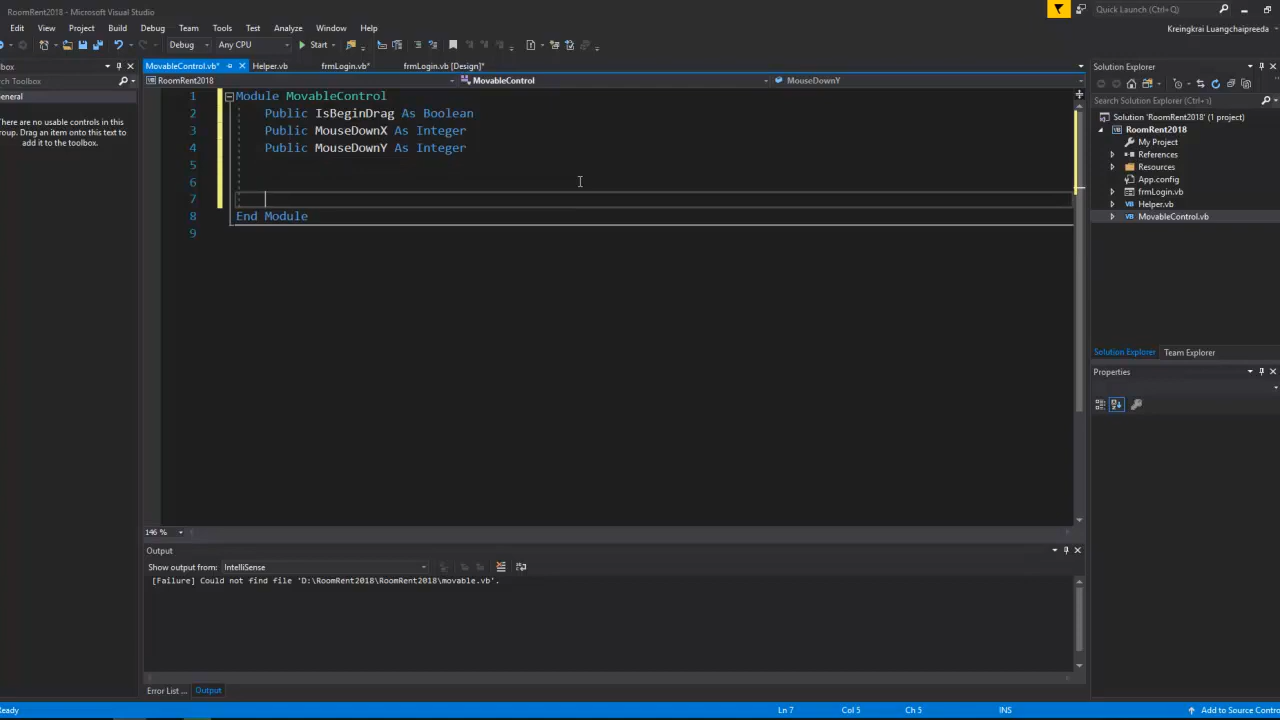 RoomRent2018 - Microsoft Visual Studio
Quick Launch (Ctrl+Q)
Edit View Project Build Debug Team Tools Test Analyze Window Help
Kreingkrai Luangchaipreeda
Debug Any CPU Start
box
MovableControl.vb* Helper.vb frmLogin.vb* frmLogin.vb [Design]*
Solution Explorer
earch Toolbox
RoomRent2018 MovableControl MouseDownY
eneral
There are no usable controls in this
group. Drag an item onto this text to
add it to the toolbox.
1 Module MovableControl
2 Public IsBeginDrag As Boolean
3 Public MouseDownX As Integer
4 Public MouseDownY As Integer
5
6
7
8 End Module
9
Search Solution Explorer (Ctrl+;)
Solution 'RoomRent2018' (1 project)
RoomRent2018
My Project
References
Resources
App.config
frmLogin.vb
Helper.vb
MovableControl.vb
Solution Explorer Team Explorer
Properties
146 %
Output
Show output from: IntelliSense
[Failure] Could not find file 'D:\RoomRent2018\RoomRent2018\movable.vb'.
Error List ... Output
Ready Ln 7 Col 5 Ch 5 INS Add to Source Contro